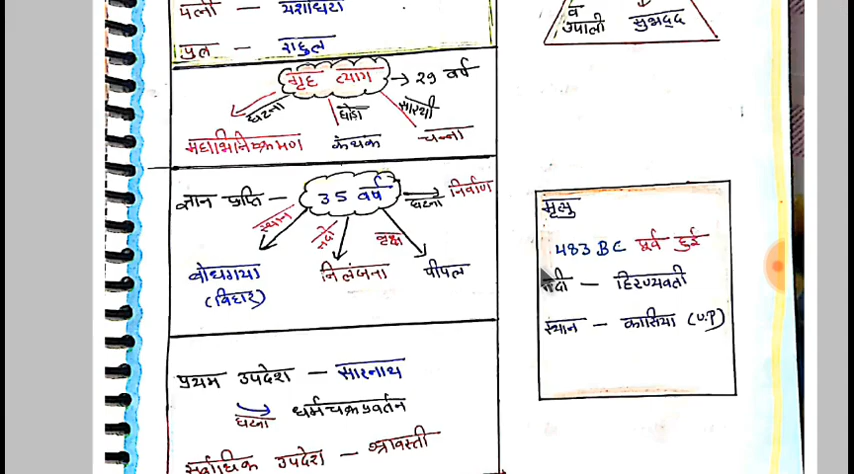 पत्नी — यशोधरा
पुत्र — राहुल
गृह त्याग → 29 वर्ष
घटना घोड़ा सारथी
महाभिनिष्क्रमण कंथक चन्ना
ज्ञान प्राप्ति — 35 वर्ष घटना निर्वाण
स्थान नदी वृक्ष
बोधगया निलंजना पीपल
(बिहार)
प्रथम उपदेश — सारनाथ
घटना धर्मचक्रप्रवर्तन
सर्वाधिक उपदेश — श्रावस्ती
व
उपाली सुभद्द
मृत्यु
483 BC पूर्व हुई
नदी — हिरण्यवती
स्थान — कासिया (U.P)